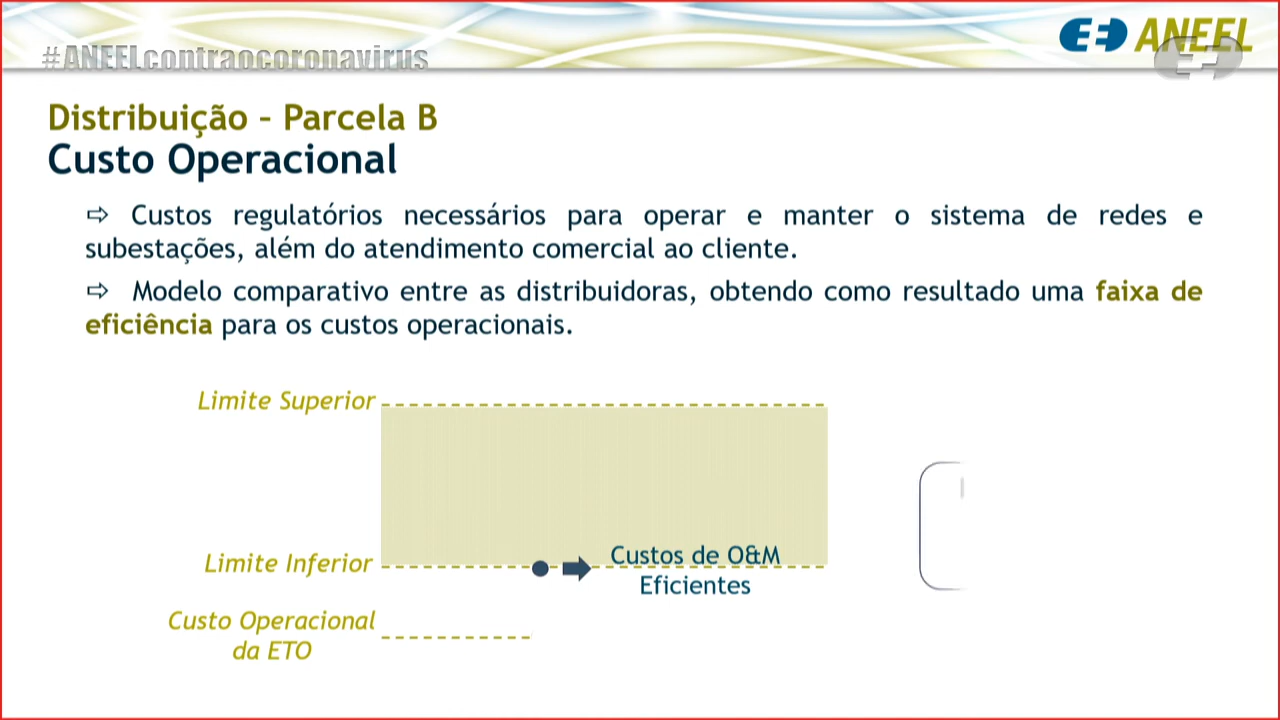 #ANEELcontraocoronavirus
ANEEL
Distribuição – Parcela B
Custo Operacional
⇨ Custos regulatórios necessários para operar e manter o sistema de redes e
subestações, além do atendimento comercial ao cliente.
⇨ Modelo comparativo entre as distribuidoras, obtendo como resultado uma faixa de
eficiência para os custos operacionais.
Limite Superior
Limite Inferior
Custos de O&M
Eficientes
Custo Operacional
da ETO